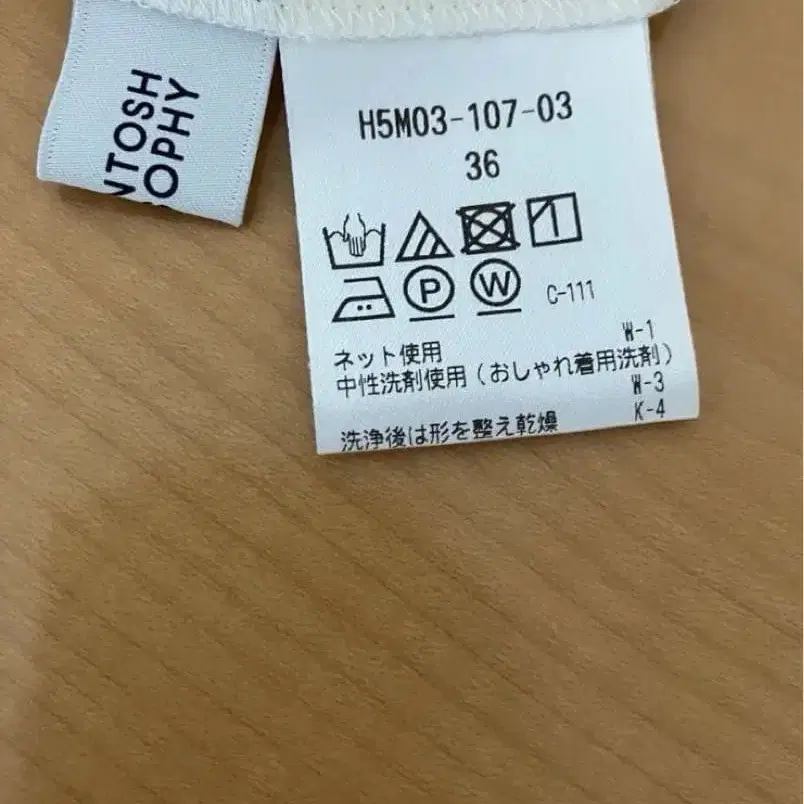 NTOSH
OPHY
H5M03-107-03
36
P W C-111
W-1
ネット使用
中性洗剤使用(おしゃれ着用洗剤)
W-3
K-4
洗浄後は形を整え乾燥